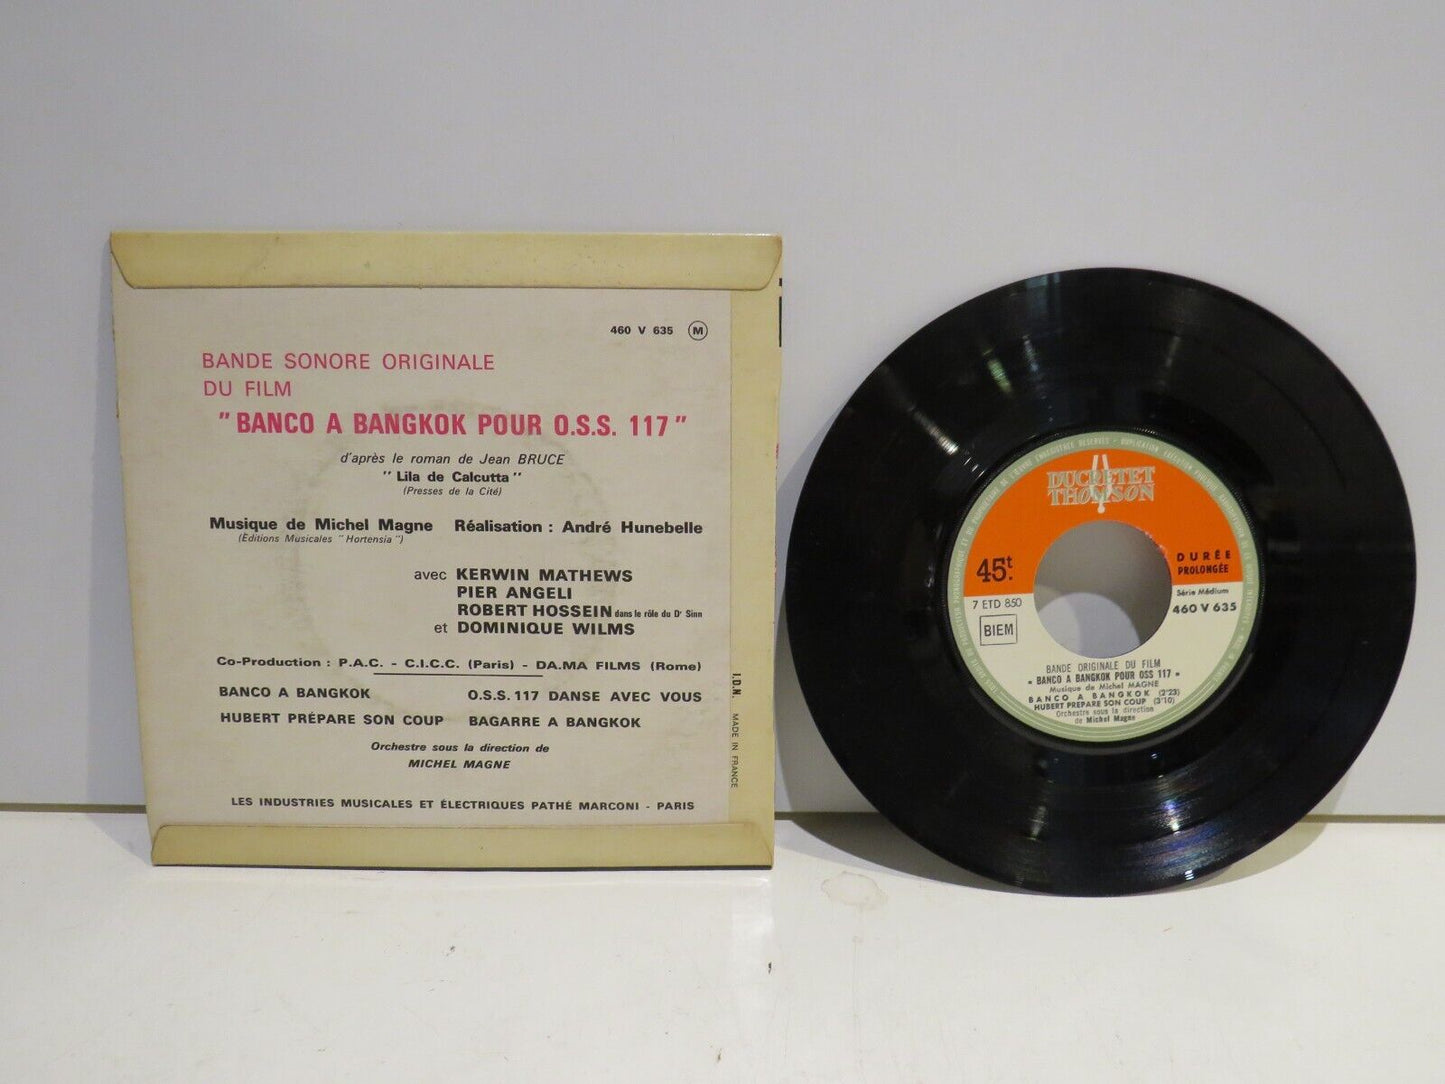 460 V 635 M
BANDE SONORE ORIGINALE
DU FILM
" BANCO A BANGKOK POUR O.S.S. 117 "
d'après le roman de Jean BRUCE
" Lila de Calcutta "
(Presses de la Cité)
Musique de Michel Magne Réalisation : André Hunebelle
(Éditions Musicales " Hortensia ")
avec KERWIN MATHEWS
PIER ANGELI
ROBERT HOSSEIN dans le rôle du Dr Sinn
et DOMINIQUE WILMS
Co-Production : P.A.C. - C.I.C.C. (Paris) - DA.MA FILMS (Rome)
BANCO A BANGKOK O.S.S. 117 DANSE AVEC VOUS
HUBERT PRÉPARE SON COUP BAGARRE A BANGKOK
Orchestre sous la direction de
MICHEL MAGNE
LES INDUSTRIES MUSICALES ET ÉLECTRIQUES PATHÉ MARCONI - PARIS
I.D.N. MADE IN FRANCE
DUCRETET
THOMSON
45t.
DURÉE
PROLONGÉE
7 ETD 850
Série Médium
460 V 635
BIEM
BANDE ORIGINALE DU FILM
« BANCO A BANGKOK POUR OSS 117 »
Musique de Michel MAGNE
BANCO A BANGKOK (2'23)
HUBERT PREPARE SON COUP (3'10)
Orchestre sous la direction
de Michel Magne